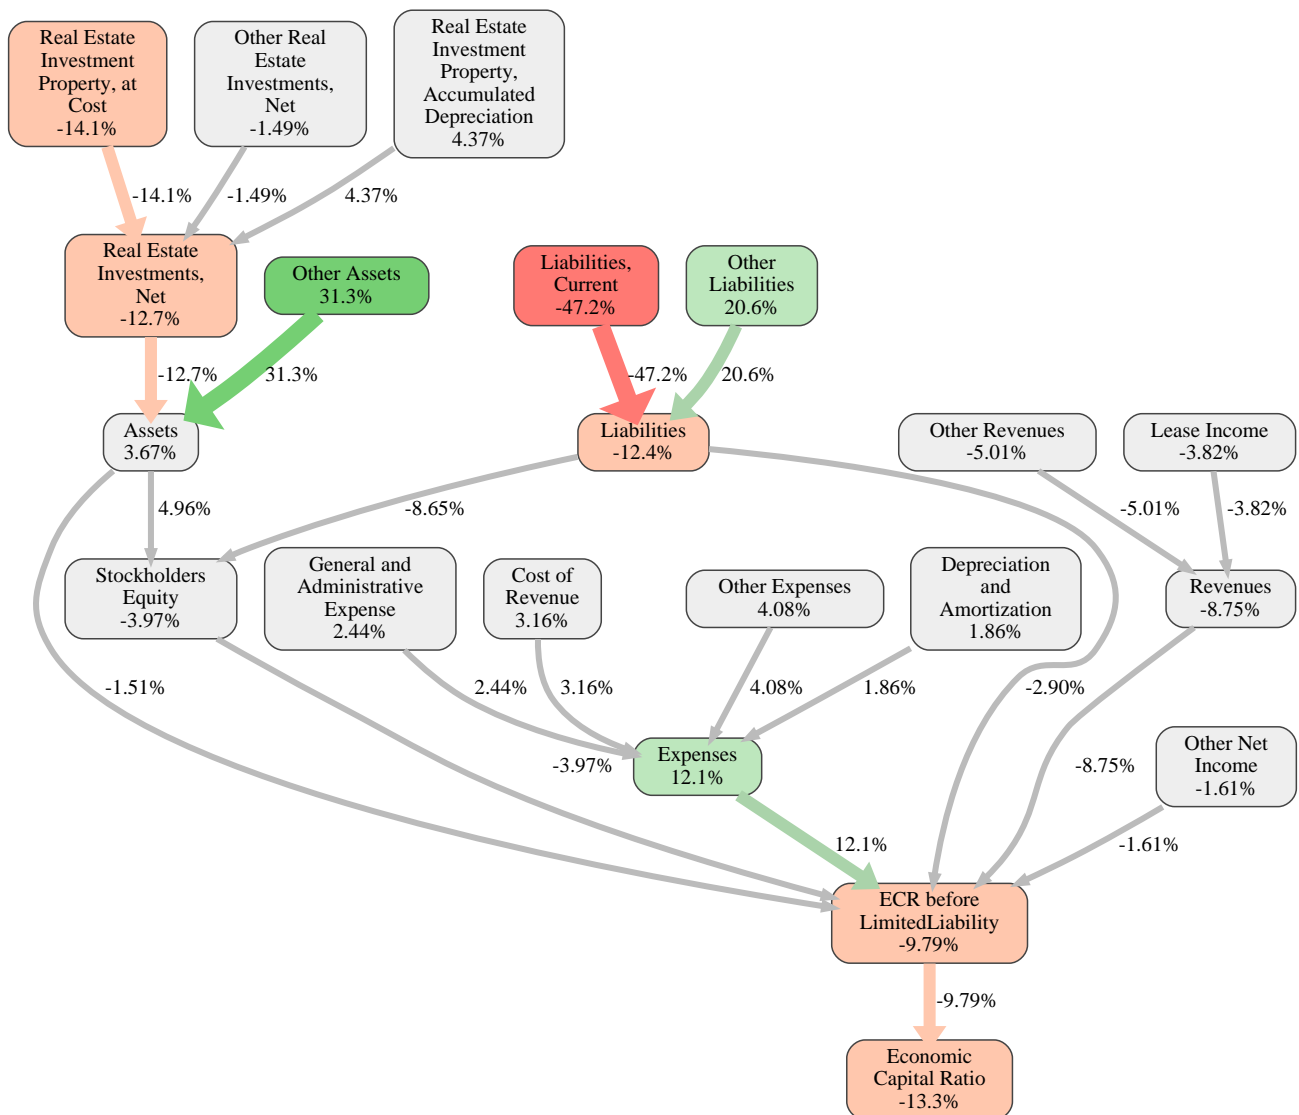 Real Estate
Investment
Property, at
Cost
-14.1%
Other Real
Estate
Investments,
Net
-1.49%
Real Estate
Investment
Property,
Accumulated
Depreciation
4.37%
-14.1%
-1.49%
4.37%
Real Estate
Investments,
Net
-12.7%
Other Assets
31.3%
Liabilities,
Current
-47.2%
Other
Liabilities
20.6%
-12.7%
31.3%
-47.2%
20.6%
Assets
3.67%
Liabilities
-12.4%
Other Revenues
-5.01%
Lease Income
-3.82%
4.96%
-8.65%
-5.01%
-3.82%
Stockholders
Equity
-3.97%
General and
Administrative
Expense
2.44%
Cost of
Revenue
3.16%
Other Expenses
4.08%
Depreciation
and
Amortization
1.86%
Revenues
-8.75%
-1.51%
2.44%
3.16%
4.08%
1.86%
-2.90%
-3.97%
Expenses
12.1%
-8.75%
Other Net
Income
-1.61%
12.1%
-1.61%
ECR before
LimitedLiability
-9.79%
-9.79%
Economic
Capital Ratio
-13.3%